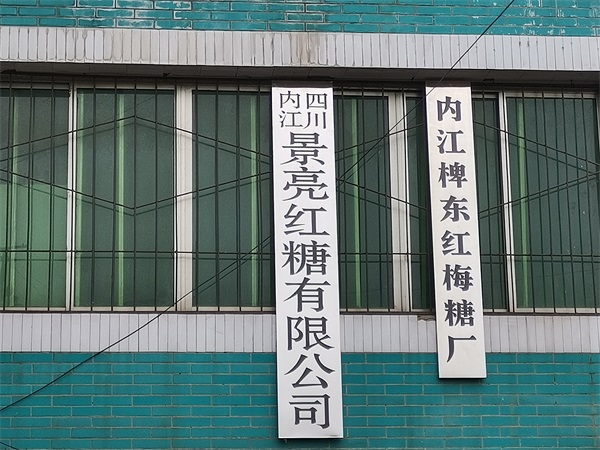 四川
内江
景亮红糖有限公司
内江椑东红梅糖厂